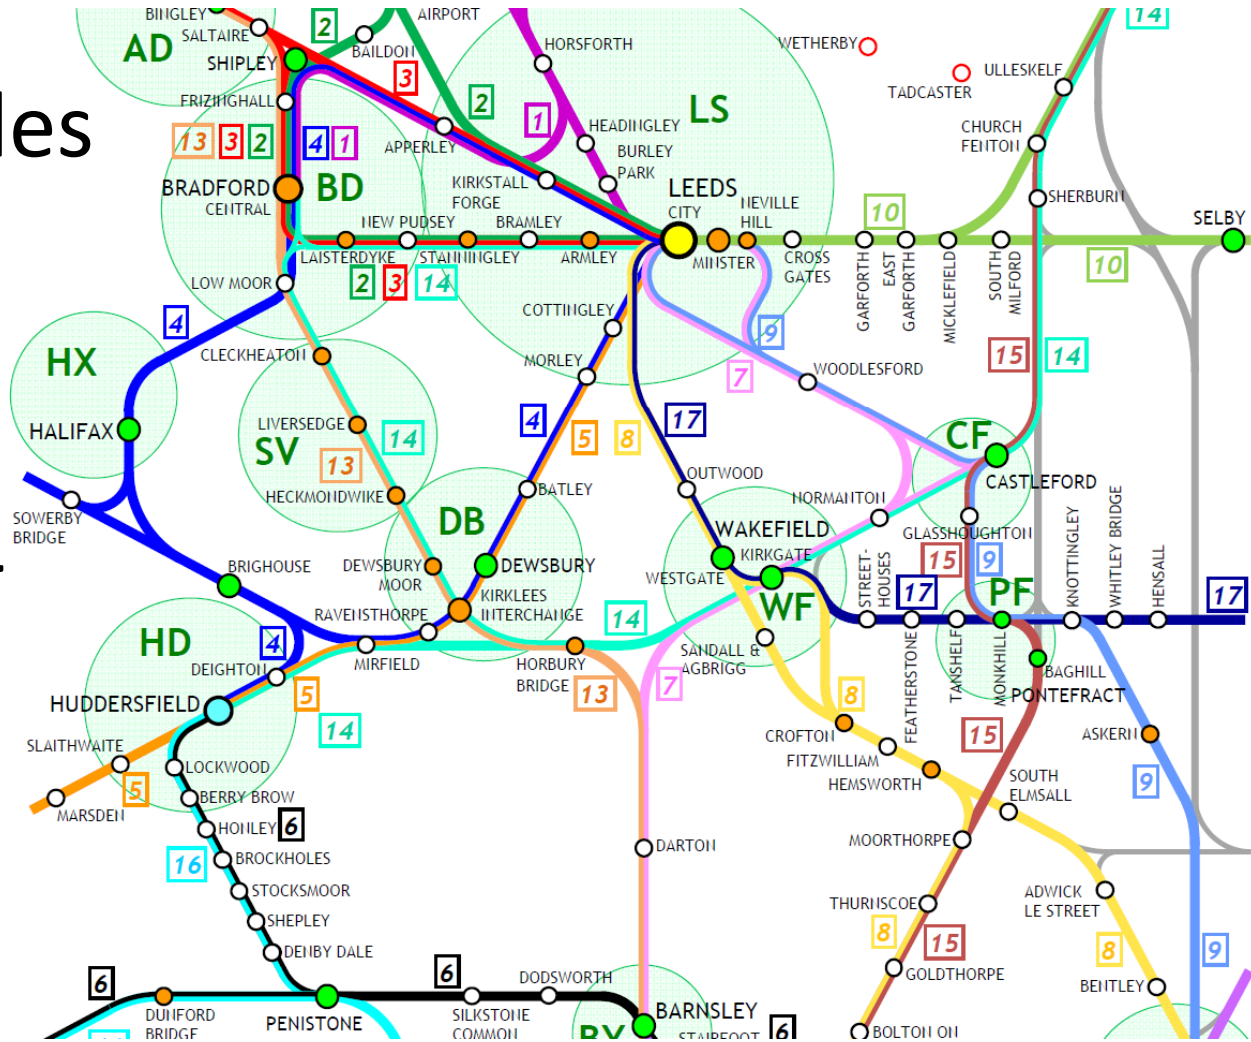 BINGLEY
SALTAIRE
AD
SHIPLEY
2
BAILDON
AIRPORT
3
2
HORSFORTH
WETHERBY
TADCASTER
ULLESKELF
14
les
FRIZINGHALL
13
3
2
4
1
APPERLEY
1
HEADINGLEY
BURLEY
PARK
LS
CHURCH
FENTON
BRADFORD
CENTRAL
BD
KIRKSTALL
FORGE
LEEDS
CITY
NEVILLE
HILL
MINSTER
SHERBURN
SELBY
NEW PUDSEY
BRAMLEY
LAISTERDYKE
STANNINGLEY
ARMLEY
CROSS
GATES
10
10
GARFORTH
EAST
GARFORTH
MICKLEFIELD
SOUTH
MILFORD
LOW MOOR
2
3
14
COTTINGLEY
4
HX
CLECKHEATON
MORLEY
9
7
WOODLESFORD
15
14
HALIFAX
LIVERSEDGE
SV
14
13
HECKMONDWIKE
4
5
8
17
CF
CASTLEFORD
SOWERBY
BRIDGE
DB
BATLEY
OUTWOOD
NORMANTON
GLASSHOUGHTON
BRIGHOUSE
DEWSBURY
MOOR
DEWSBURY
WAKEFIELD
KIRKGATE
WESTGATE
WF
STREET-
HOUSES
15
9
PF
KNOTTINGLEY
WHITLEY BRIDGE
HENSALL
17
17
RAVENSTHORPE
KIRKLEES
INTERCHANGE
14
HD
4
DEIGHTON
MIRFIELD
HORBURY
BRIDGE
13
7
SANDALL &
AGBRIGG
FEATHERSTONE
TANSHELF
MONKHILL
BAGHILL
PONTEFRACT
HUDDERSFIELD
5
14
8
CROFTON
15
ASKERN
SLAITHWAITE
5
MARSDEN
LOCKWOOD
FITZWILLIAM
HEMSWORTH
SOUTH
ELMSALL
9
BERRY BROW
HONLEY
6
16
BROCKHOLES
STOCKSMOOR
SHEPLEY
DENBY DALE
DARTON
MOORTHORPE
THURNSCOE
ADWICK
LE STREET
8
15
8
9
GOLDTHORPE
BENTLEY
6
6
DODSWORTH
DUNFORD
BRIDGE
PENISTONE
SILKSTONE
COMMON
BARNSLEY
BY
STAIRFOOT
6
BOLTON ON